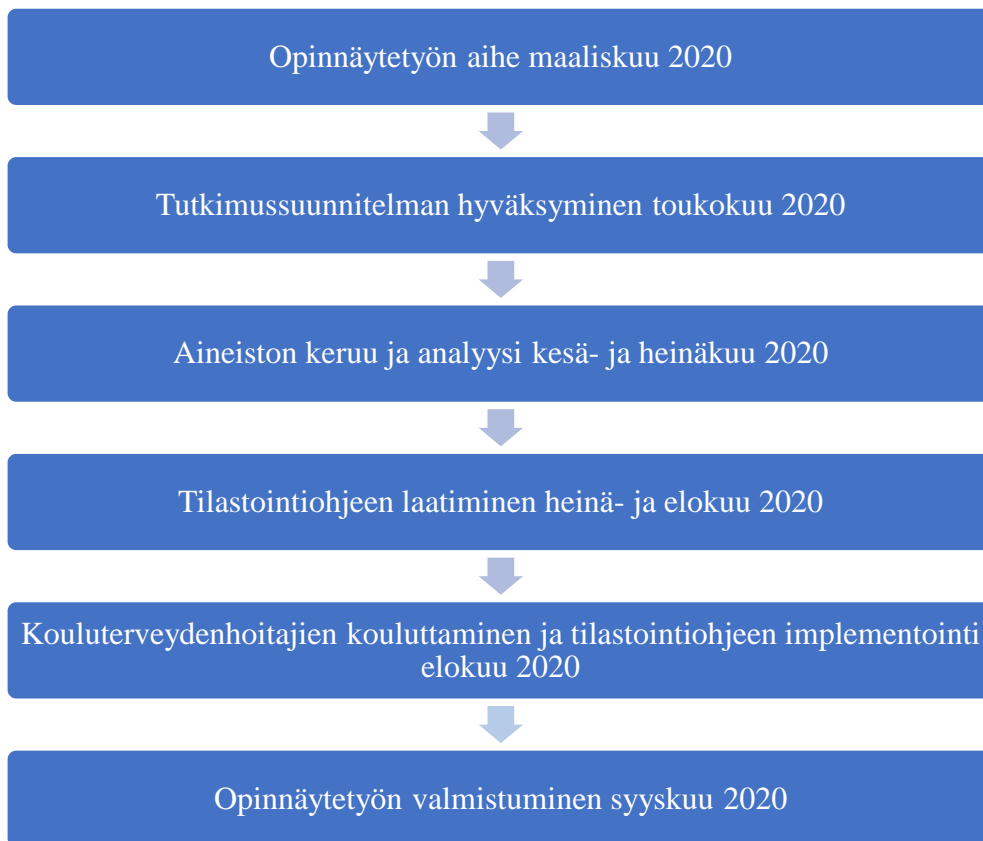 Opinnäytetyön aihe maaliskuu 2020
Tutkimussuunnitelman hyväksyminen toukokuu 2020
Aineiston keruu ja analyysi kesä- ja heinäkuu 2020
Tilastointiohjeen laatiminen heinä- ja elokuu 2020
Kouluterveydenhoitajien kouluttaminen ja tilastointiohjeen implementointi
elokuu 2020
Opinnäytetyön valmistuminen syyskuu 2020